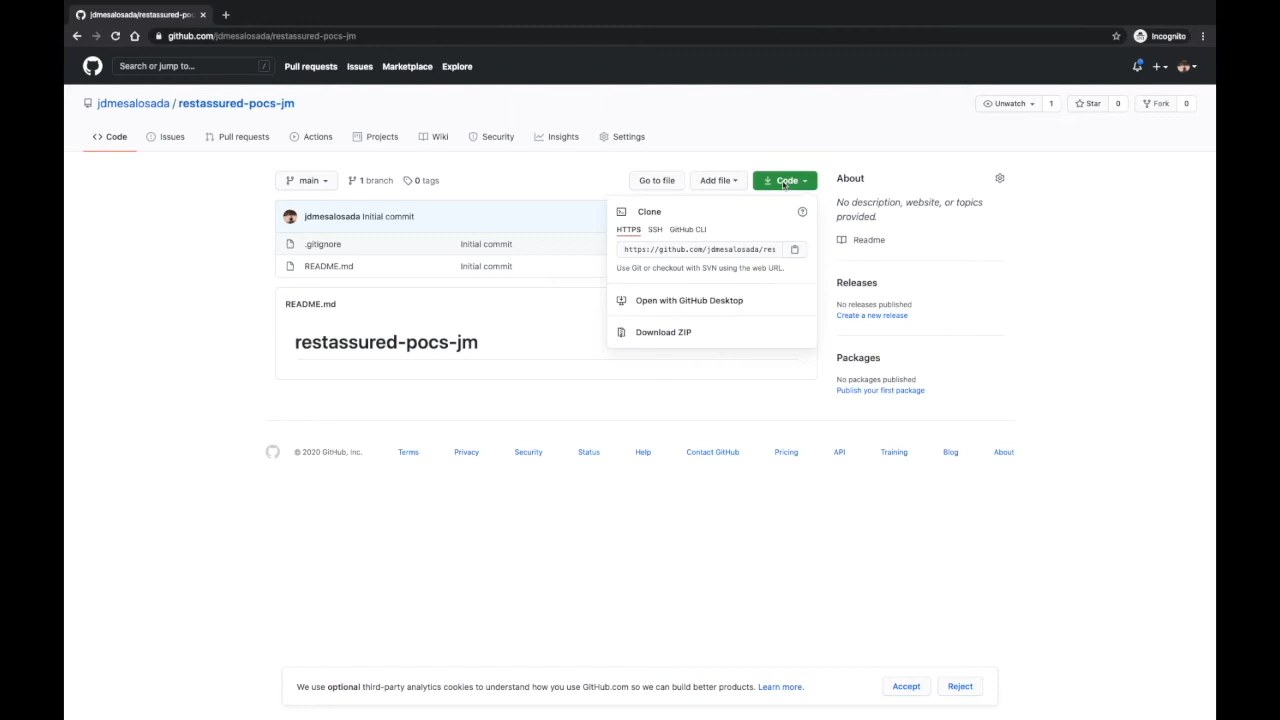 jdmesalosada/restassured-poc
github.com/jdmesalosada/restassured-pocs-jm
Incognito
Search or jump to...
/
Pull requests
Issues
Marketplace
Explore
jdmesalosada / restassured-pocs-jm
Unwatch
1
Star
0
Fork
0
Code
Issues
Pull requests
Actions
Projects
Wiki
Security
Insights
Settings
main
1 branch
0 tags
Go to file
Add file
Code
About
No description, website, or topics
provided.
Readme
jdmesalosada Initial commit
.gitignore
Initial commit
README.md
Initial commit
Clone
HTTPS
SSH
GitHub CLI
https://github.com/jdmesalosada/res
Use Git or checkout with SVN using the web URL.
Open with GitHub Desktop
Download ZIP
Releases
No releases published
Create a new release
Packages
No packages published
Publish your first package
README.md
restassured-pocs-jm
© 2020 GitHub, Inc.
Terms
Privacy
Security
Status
Help
Contact GitHub
Pricing
API
Training
Blog
About
We use optional third-party analytics cookies to understand how you use GitHub.com so we can build better products. Learn more.
Accept
Reject